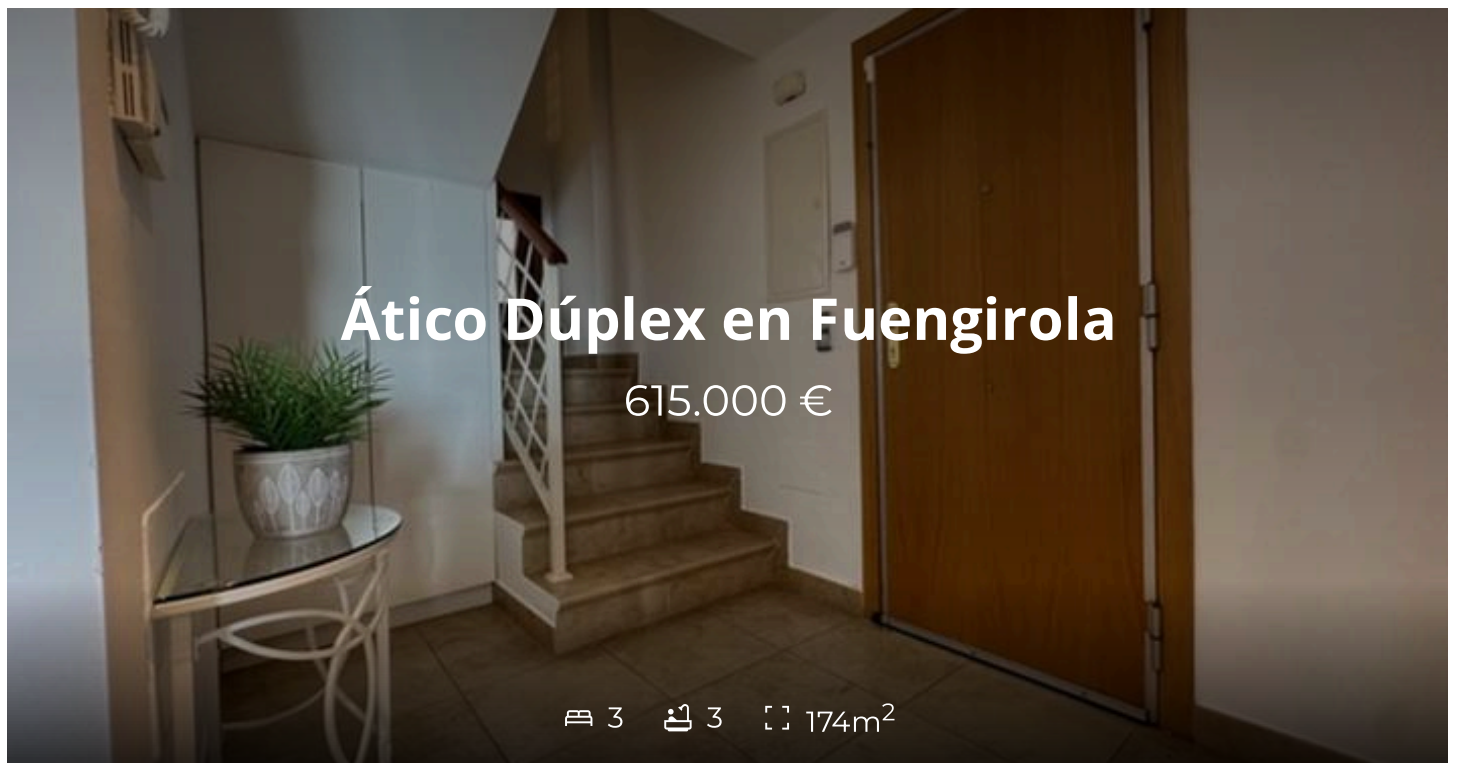 Ático Dúplex en Fuengirola
615.000 €
3 3 174m²